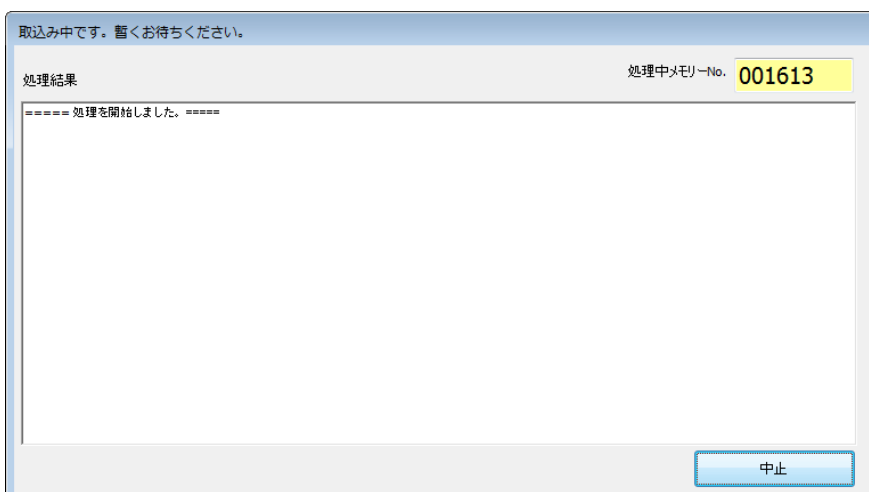 取込み中です。暫くお待ちください。
処理結果
処理中メモリーNo. 001613
===== 処理を開始しました。=====
中止